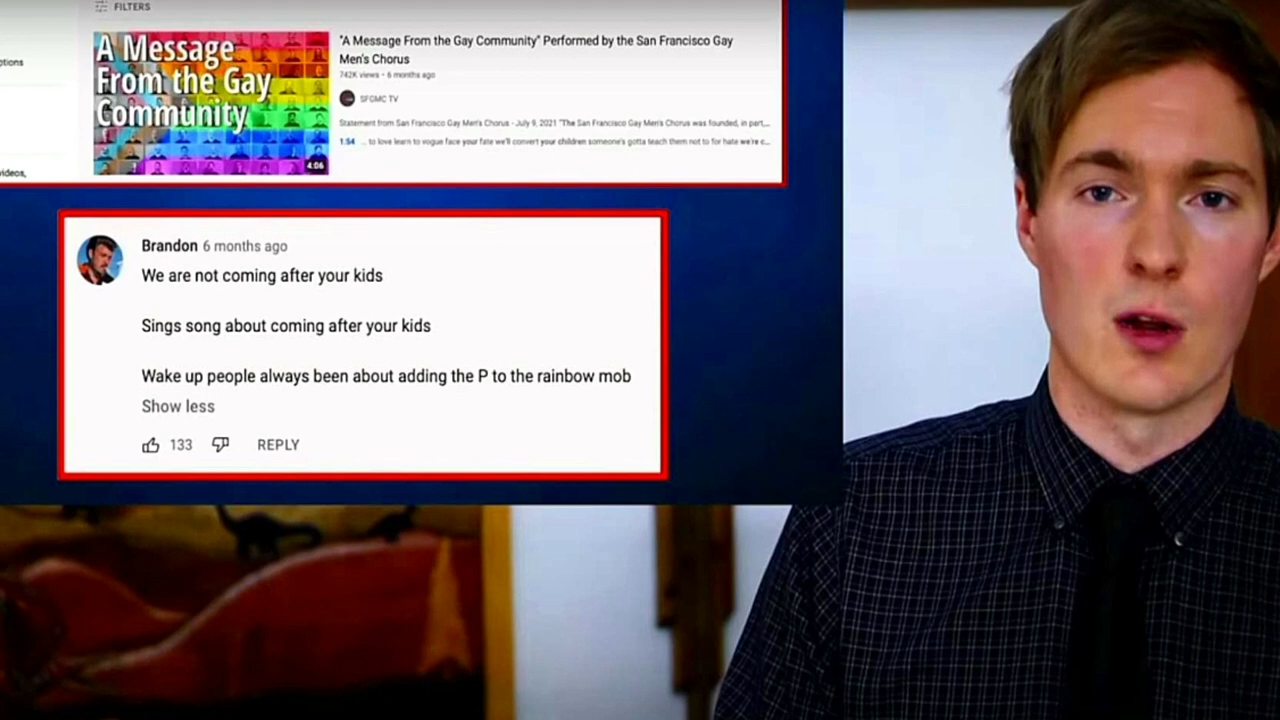 FILTERS
ptions
A Message
From the Gay
Community
4:06
"A Message From the Gay Community" Performed by the San Francisco Gay
Men's Chorus
742K views • 6 months ago
SFGMC TV
Statement from San Francisco Gay Men's Chorus - July 9, 2021 "The San Francisco Gay Men's Chorus was founded, in part,...
1:54 ... to love learn to vogue face your fate we'll convert your children someone's gotta teach them not to for hate we're c...
videos,
Brandon 6 months ago
We are not coming after your kids
Sings song about coming after your kids
Wake up people always been about adding the P to the rainbow mob
Show less
133 REPLY